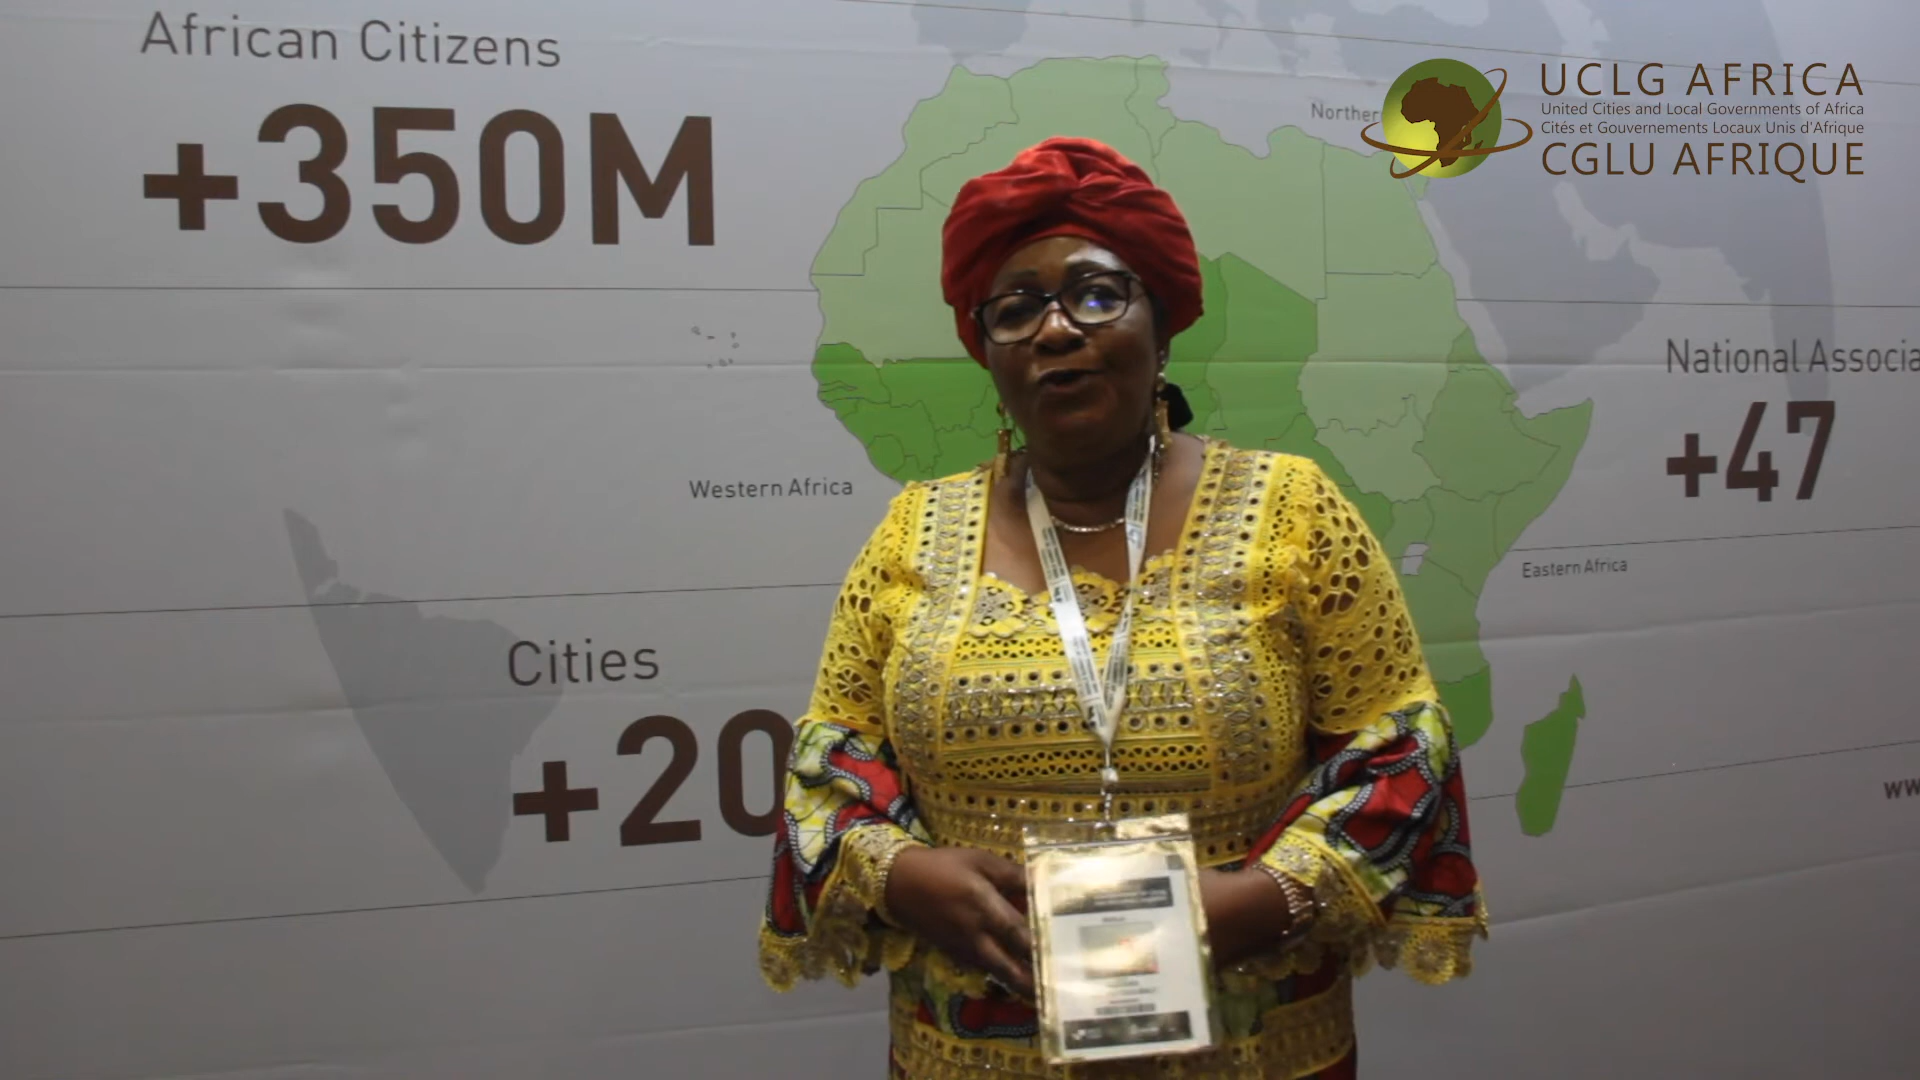 African Citizens
+350M
Norther
UCLG AFRICA
United Cities and Local Governments of Africa
Cités et Gouvernements Locaux Unis d'Afrique
CGLU AFRIQUE
National Associa
+47
Western Africa
Eastern Africa
Cities
+20
ww